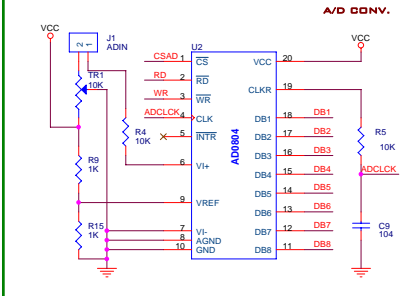 A/D CONV.
VCC
J1
ADIN
2 1
TR1
10K
R4
10K
R9
1K
R15
1K
U2
AD0804
CSAD 1 CS
RD 2 RD
WR 3 WR
ADCLCK 4 CLK
5 INTR
6 VI+
9 VREF
7 VI-
8 AGND
10 GND
VCC 20
CLKR 19
DB1 18 DB1
DB2 17 DB2
DB3 16 DB3
DB4 15 DB4
DB5 14 DB5
DB6 13 DB6
DB7 12 DB7
DB8 11 DB8
VCC
R5
10K
ADCLCK
C9
104